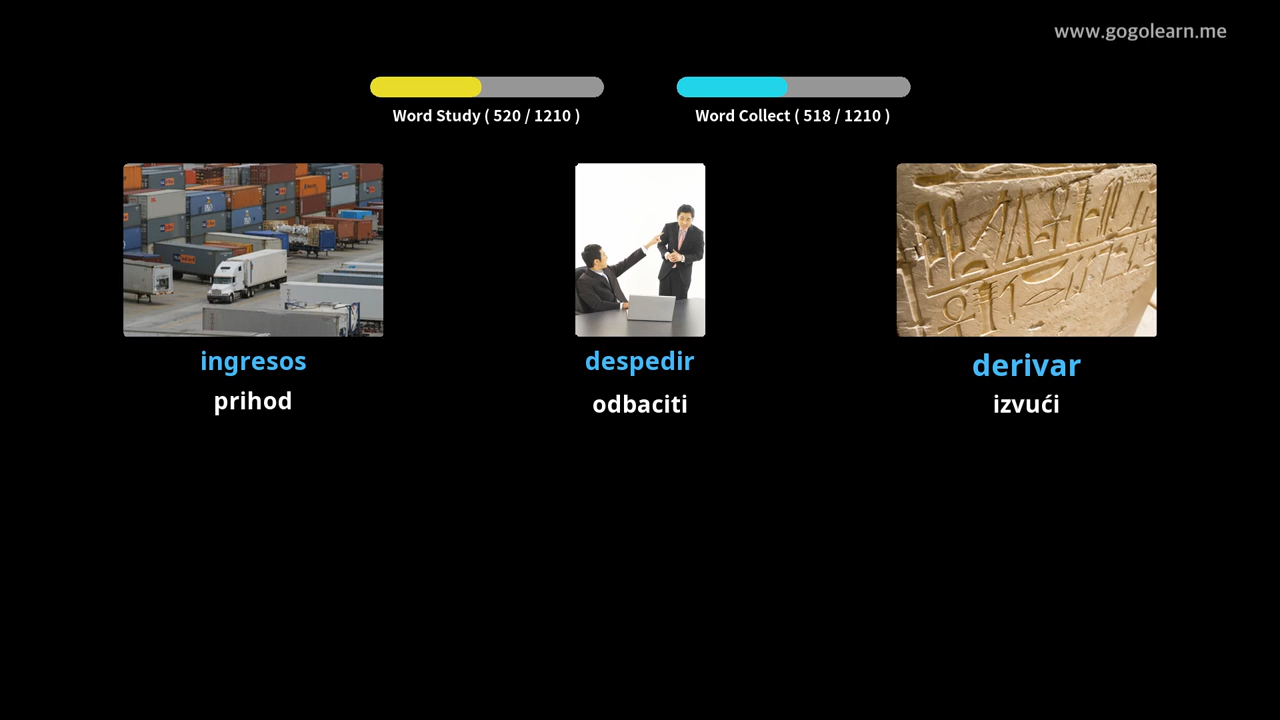 www.gogolearn.me
Word Study ( 520 / 1210 )
Word Collect ( 518 / 1210 )
ingresos
despedir
derivar
prihod
odbaciti
izvući